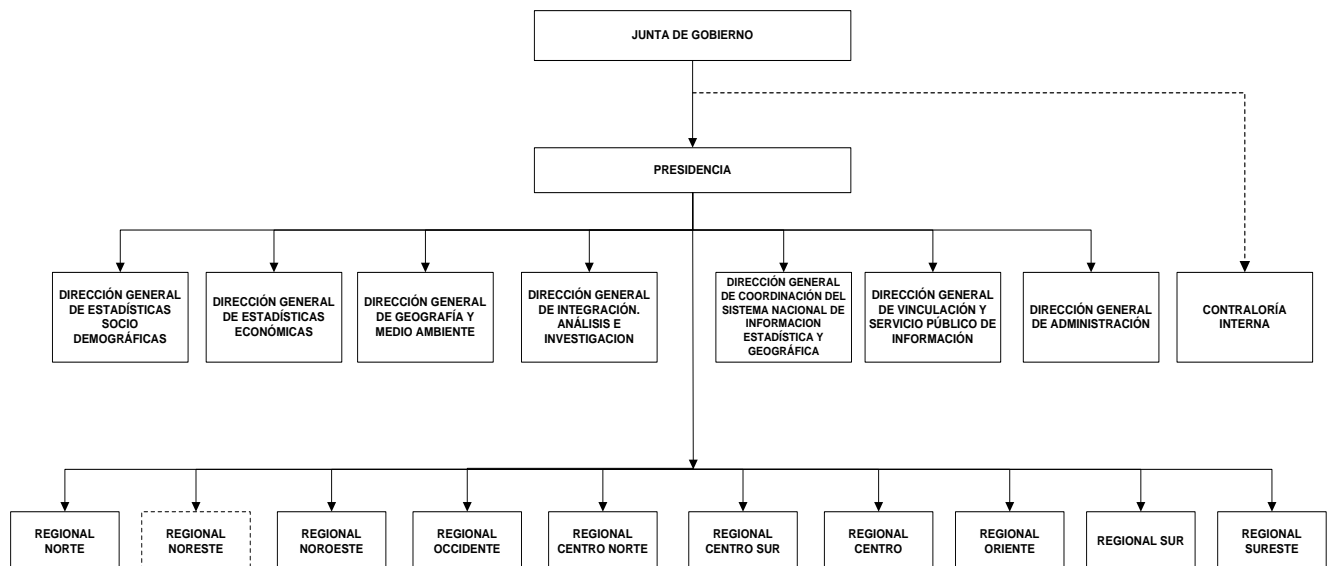 JUNTA DE GOBIERNO
PRESIDENCIA
DIRECCIÓN GENERAL
DE ESTADÍSTICAS
SOCIO
DEMOGRÁFICAS
DIRECCIÓN GENERAL
DE ESTADÍSTICAS
ECONÓMICAS
DIRECCIÓN GENERAL
DE GEOGRAFÍA Y
MEDIO AMBIENTE
DIRECCIÓN GENERAL
DE INTEGRACIÓN.
ANÁLISIS E
INVESTIGACION
DIRECCIÓN GENERAL
DE COORDINACIÓN DEL
SISTEMA NACIONAL DE
INFORMACION
ESTADÍSTICA Y
GEOGRÁFICA
DIRECCIÓN GENERAL
DE VINCULACIÓN Y
SERVICIO PÚBLICO DE
INFORMACIÓN
DIRECCIÓN GENERAL
DE ADMINISTRACIÓN
CONTRALORÍA
INTERNA
REGIONAL
NORTE
REGIONAL
NORESTE
REGIONAL
NOROESTE
REGIONAL
OCCIDENTE
REGIONAL
CENTRO NORTE
REGIONAL
CENTRO SUR
REGIONAL
CENTRO
REGIONAL
ORIENTE
REGIONAL SUR
REGIONAL
SURESTE